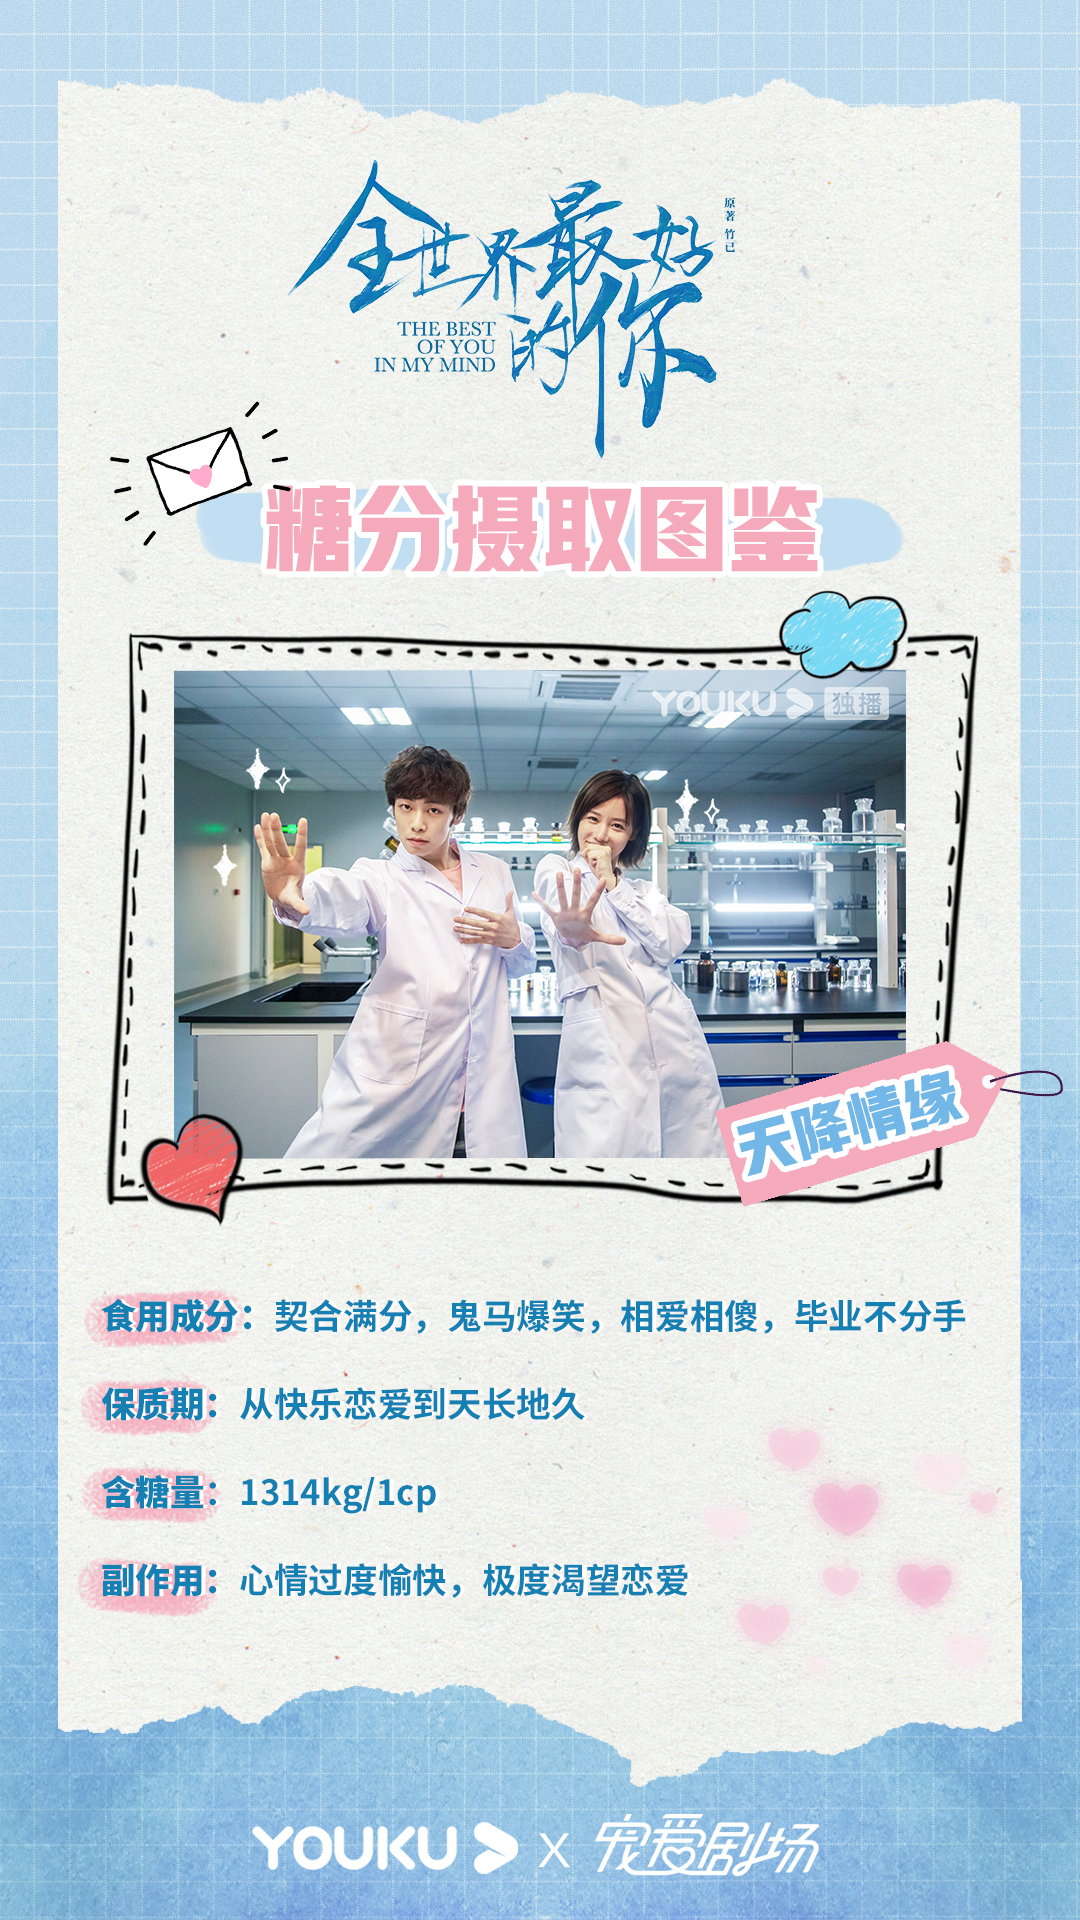 全世界最好的你
原著 竹已
THE BEST
OF YOU
IN MY MIND
糖分摄取图鉴
YOUKU 独播
天降情缘
食用成分：契合满分，鬼马爆笑，相爱相傻，毕业不分手
保质期：从快乐恋爱到天长地久
含糖量：1314kg/1cp
副作用：心情过度愉快，极度渴望恋爱
YOUKU X 宠爱剧场